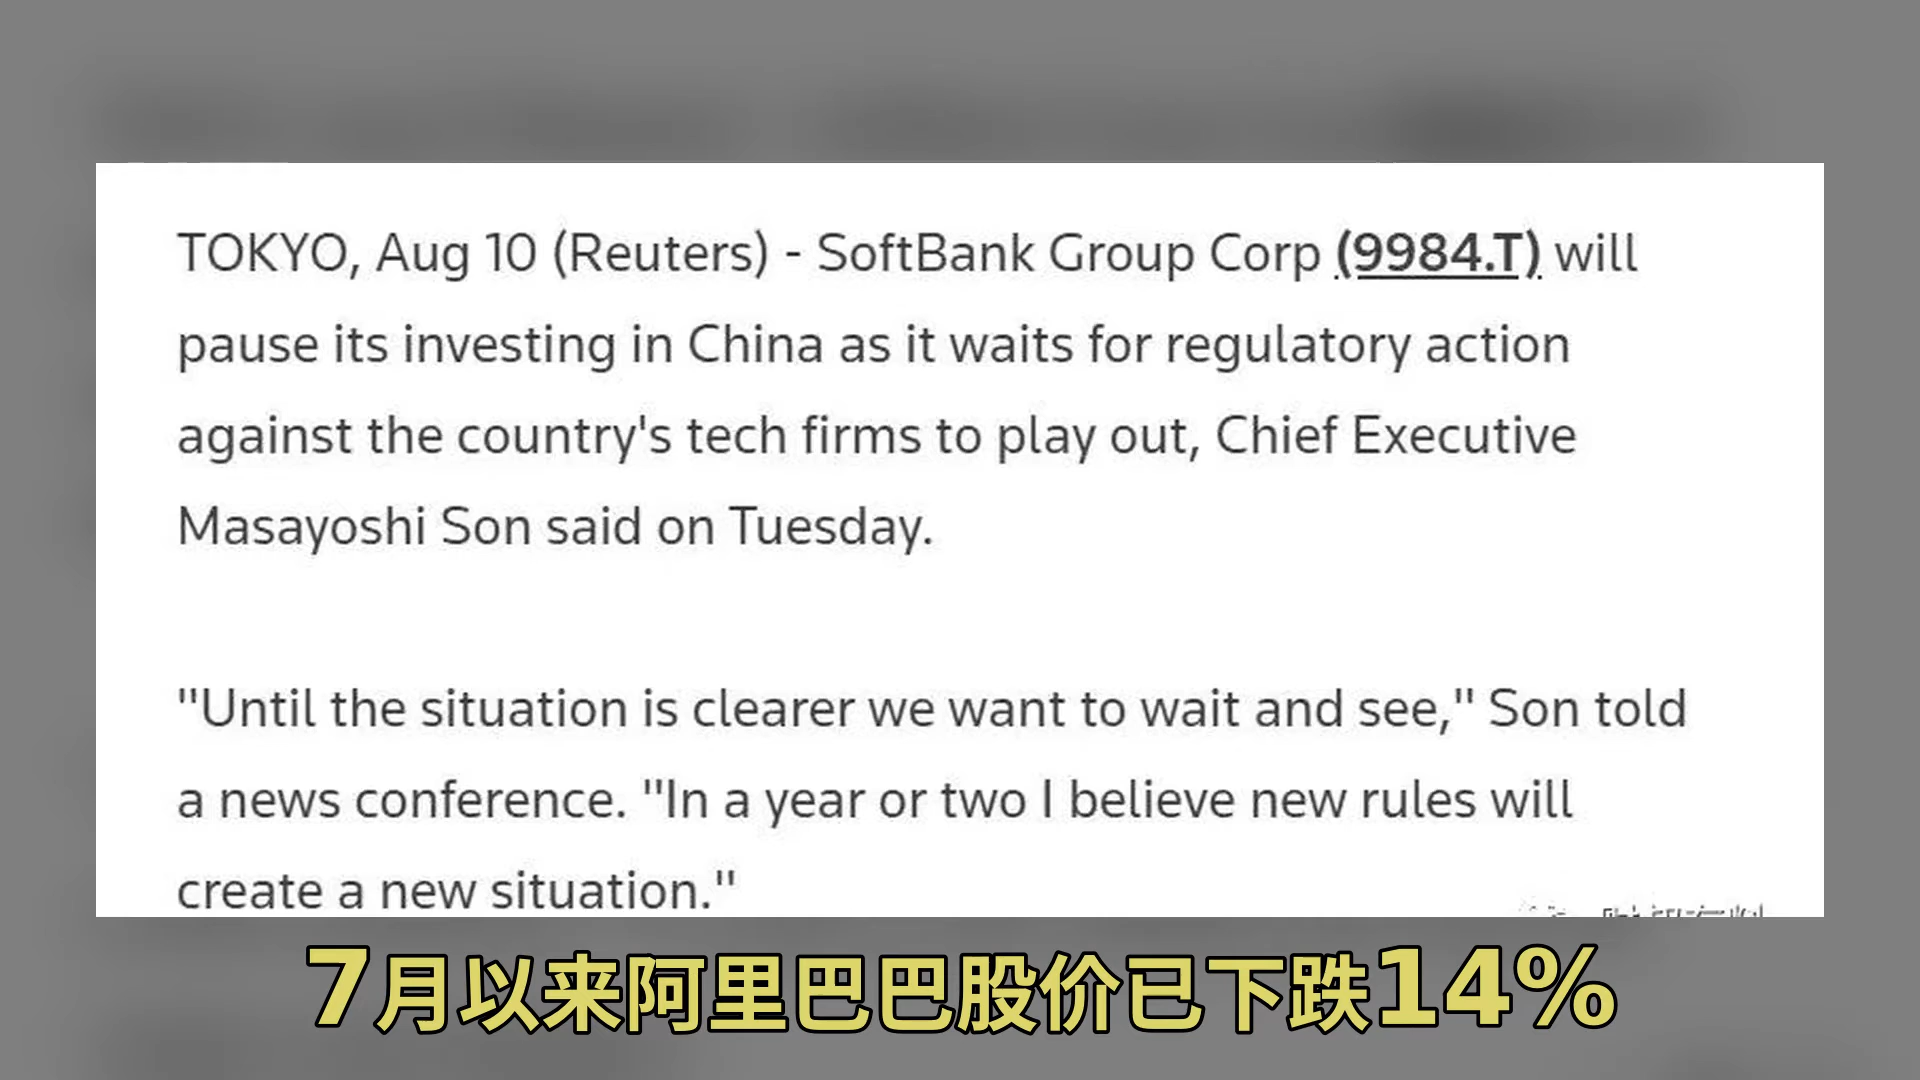 TOKYO, Aug 10 (Reuters) - SoftBank Group Corp (9984.T) will
pause its investing in China as it waits for regulatory action
against the country's tech firms to play out, Chief Executive
Masayoshi Son said on Tuesday.
"Until the situation is clearer we want to wait and see," Son told
a news conference. "In a year or two I believe new rules will
create a new situation."
7月以来阿里巴巴股价已下跌14%